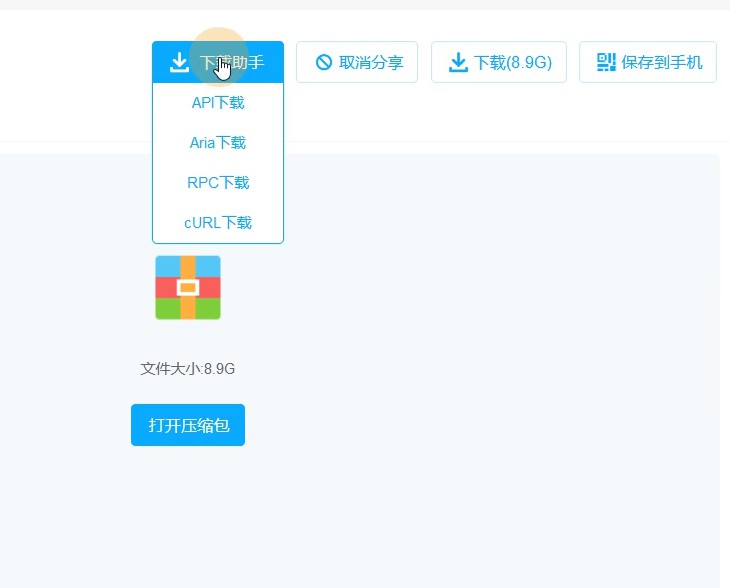 下载助手
取消分享
下载(8.9G)
保存到手机
API下载
Aria下载
RPC下载
cURL下载
文件大小:8.9G
打开压缩包